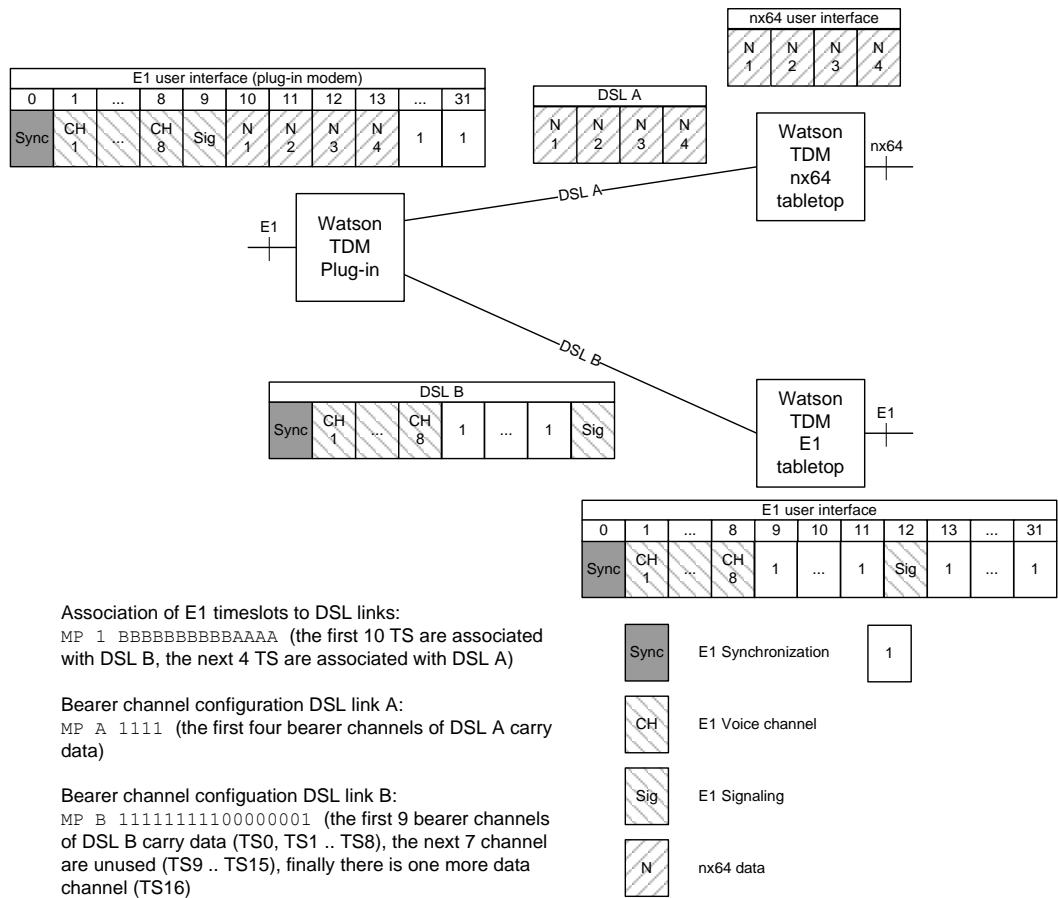 nx64 user interface
N 1 N 2 N 3 N 4
E1 user interface (plug-in modem)
0 1 ... 8 9 10 11 12 13 ... 31
Sync CH 1 ... CH 8 Sig N 1 N 2 N 3 N 4 1 1
DSL A
N 1 N 2 N 3 N 4
Watson
TDM
nx64
tabletop
nx64
DSL A
E1
Watson
TDM
Plug-in
DSL B
DSL B
Sync CH 1 ... CH 8 1 ... 1 Sig
Watson
TDM
E1
tabletop
E1
E1 user interface
0 1 ... 8 9 10 11 12 13 ... 31
Sync CH 1 ... CH 8 1 ... 1 Sig 1 ... 1
Association of E1 timeslots to DSL links:
MP 1 BBBBBBBBBBAAAA (the first 10 TS are associated
with DSL B, the next 4 TS are associated with DSL A)
Bearer channel configuration DSL link A:
MP A 1111 (the first four bearer channels of DSL A carry
data)
Bearer channel configuation DSL link B:
MP B 11111111100000001 (the first 9 bearer channels
of DSL B carry data (TS0, TS1 .. TS8), the next 7 channel
are unused (TS9 .. TS15), finally there is one more data
channel (TS16)
Sync E1 Synchronization 1
CH E1 Voice channel
Sig E1 Signaling
N nx64 data